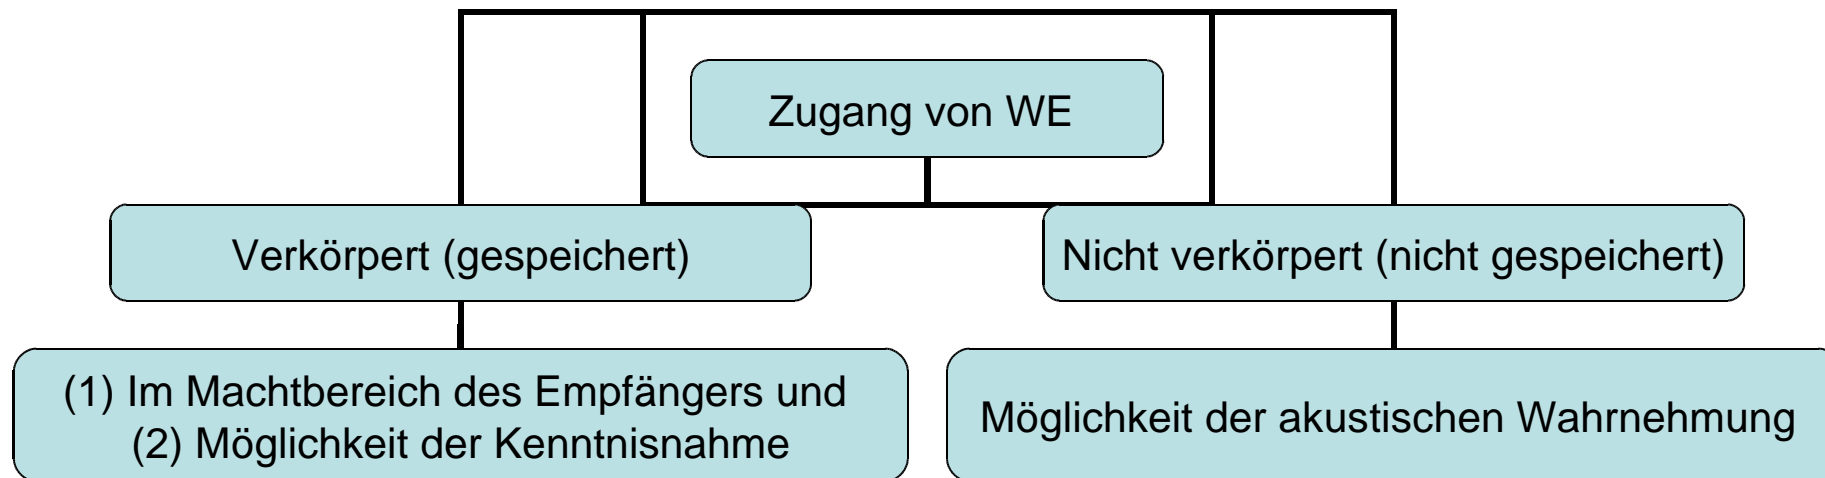 Zugang von WE
Verkörpert (gespeichert)
Nicht verkörpert (nicht gespeichert)
(1) Im Machtbereich des Empfängers und
(2) Möglichkeit der Kenntnisnahme
Möglichkeit der akustischen Wahrnehmung